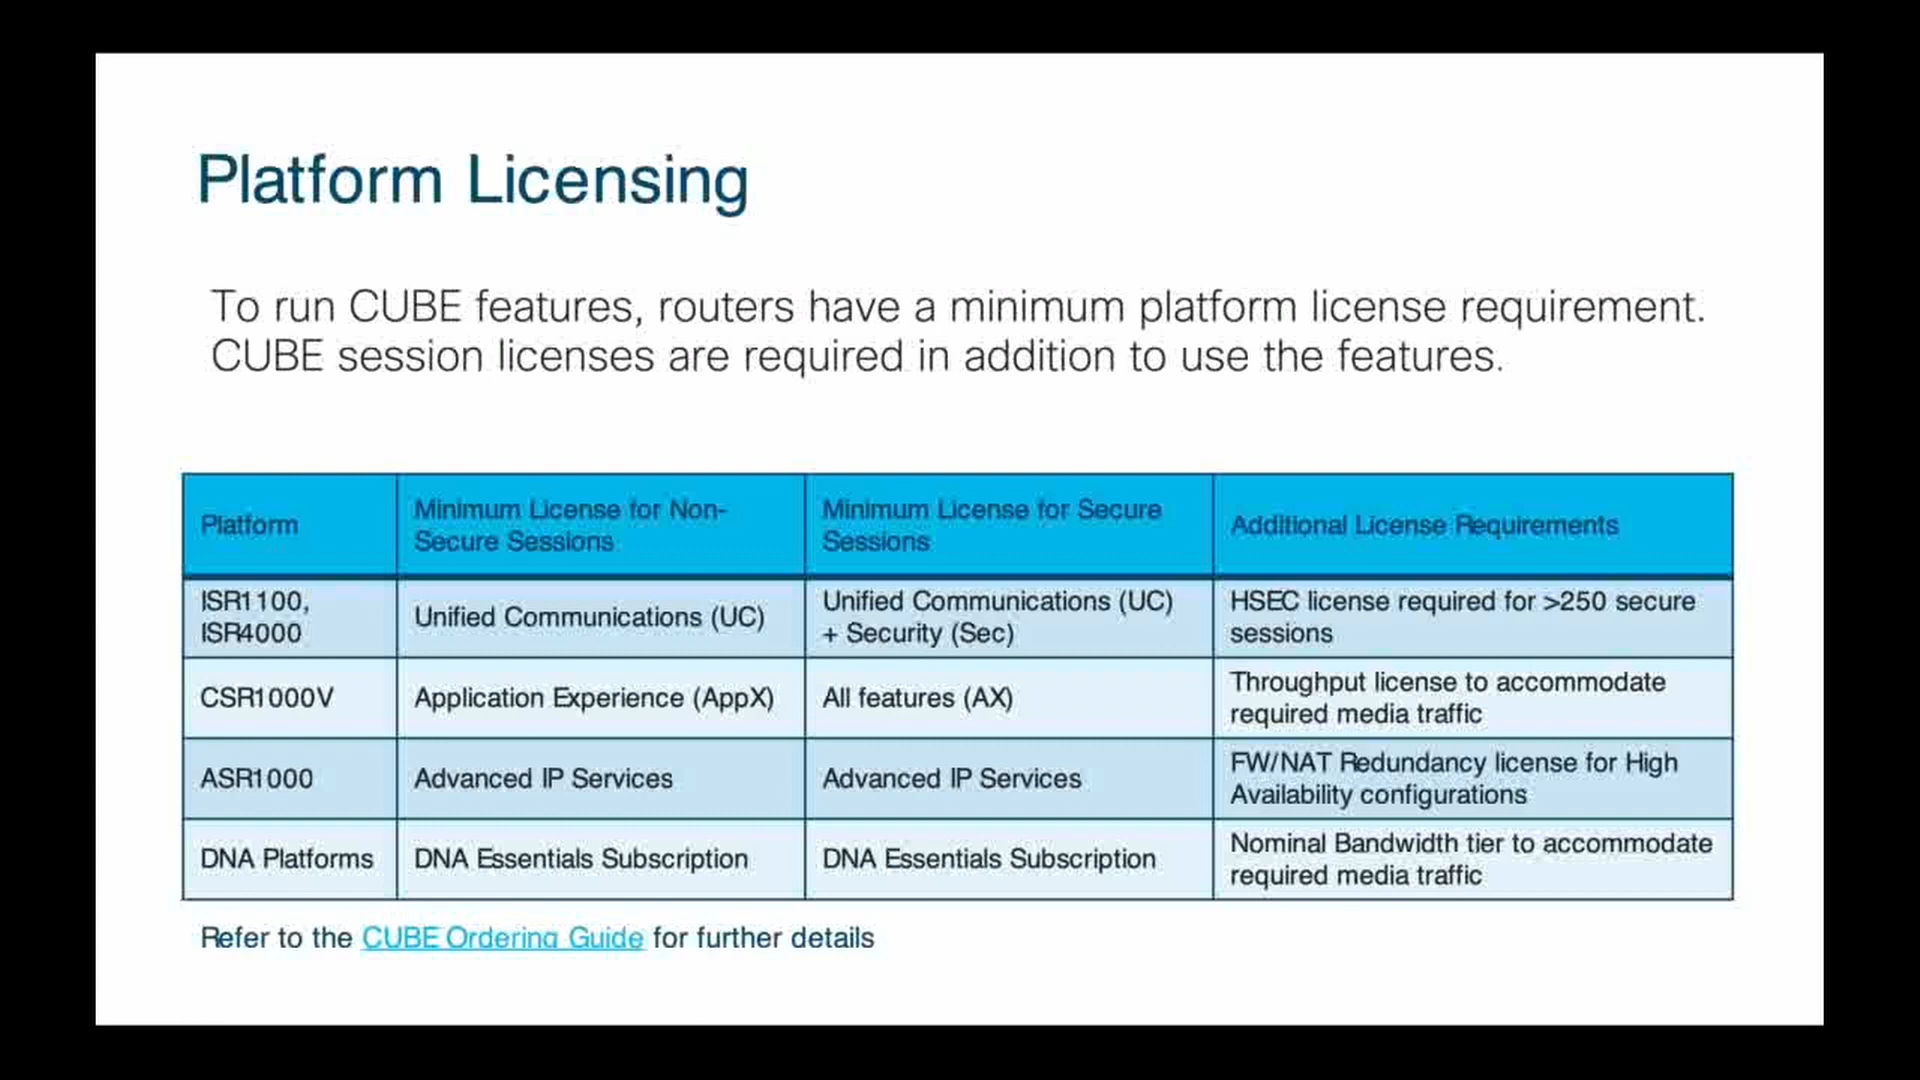 Platform Licensing
To run CUBE features, routers have a minimum platform license requirement.
CUBE session licenses are required in addition to use the features.
Platform
Minimum License for Non-
Secure Sessions
Minimum License for Secure
Sessions
Additional License Requirements
ISR1100,
ISR4000
Unified Communications (UC)
Unified Communications (UC)
+ Security (Sec)
HSEC license required for >250 secure
sessions
CSR1000V
Application Experience (AppX)
All features (AX)
Throughput license to accommodate
required media traffic
ASR1000
Advanced IP Services
Advanced IP Services
FW/NAT Redundancy license for High
Availability configurations
DNA Platforms
DNA Essentials Subscription
DNA Essentials Subscription
Nominal Bandwidth tier to accommodate
required media traffic
Refer to the CUBE Ordering Guide for further details